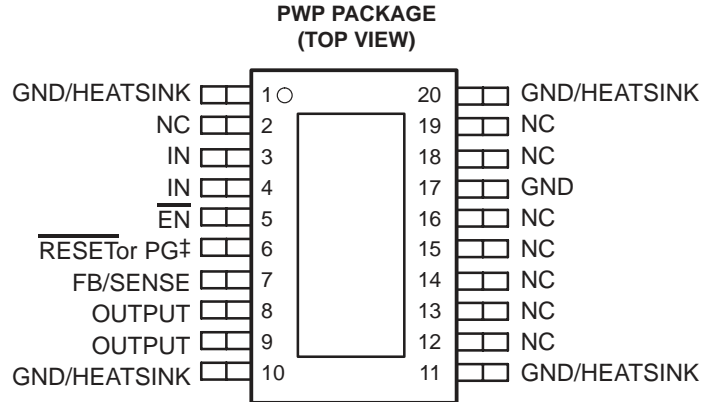 PWP PACKAGE
(TOP VIEW)
GND/HEATSINK 1 20 GND/HEATSINK
NC 2 19 NC
IN 3 18 NC
IN 4 17 GND
EN 5 16 NC
RESETor PG‡ 6 15 NC
FB/SENSE 7 14 NC
OUTPUT 8 13 NC
OUTPUT 9 12 NC
GND/HEATSINK 10 11 GND/HEATSINK